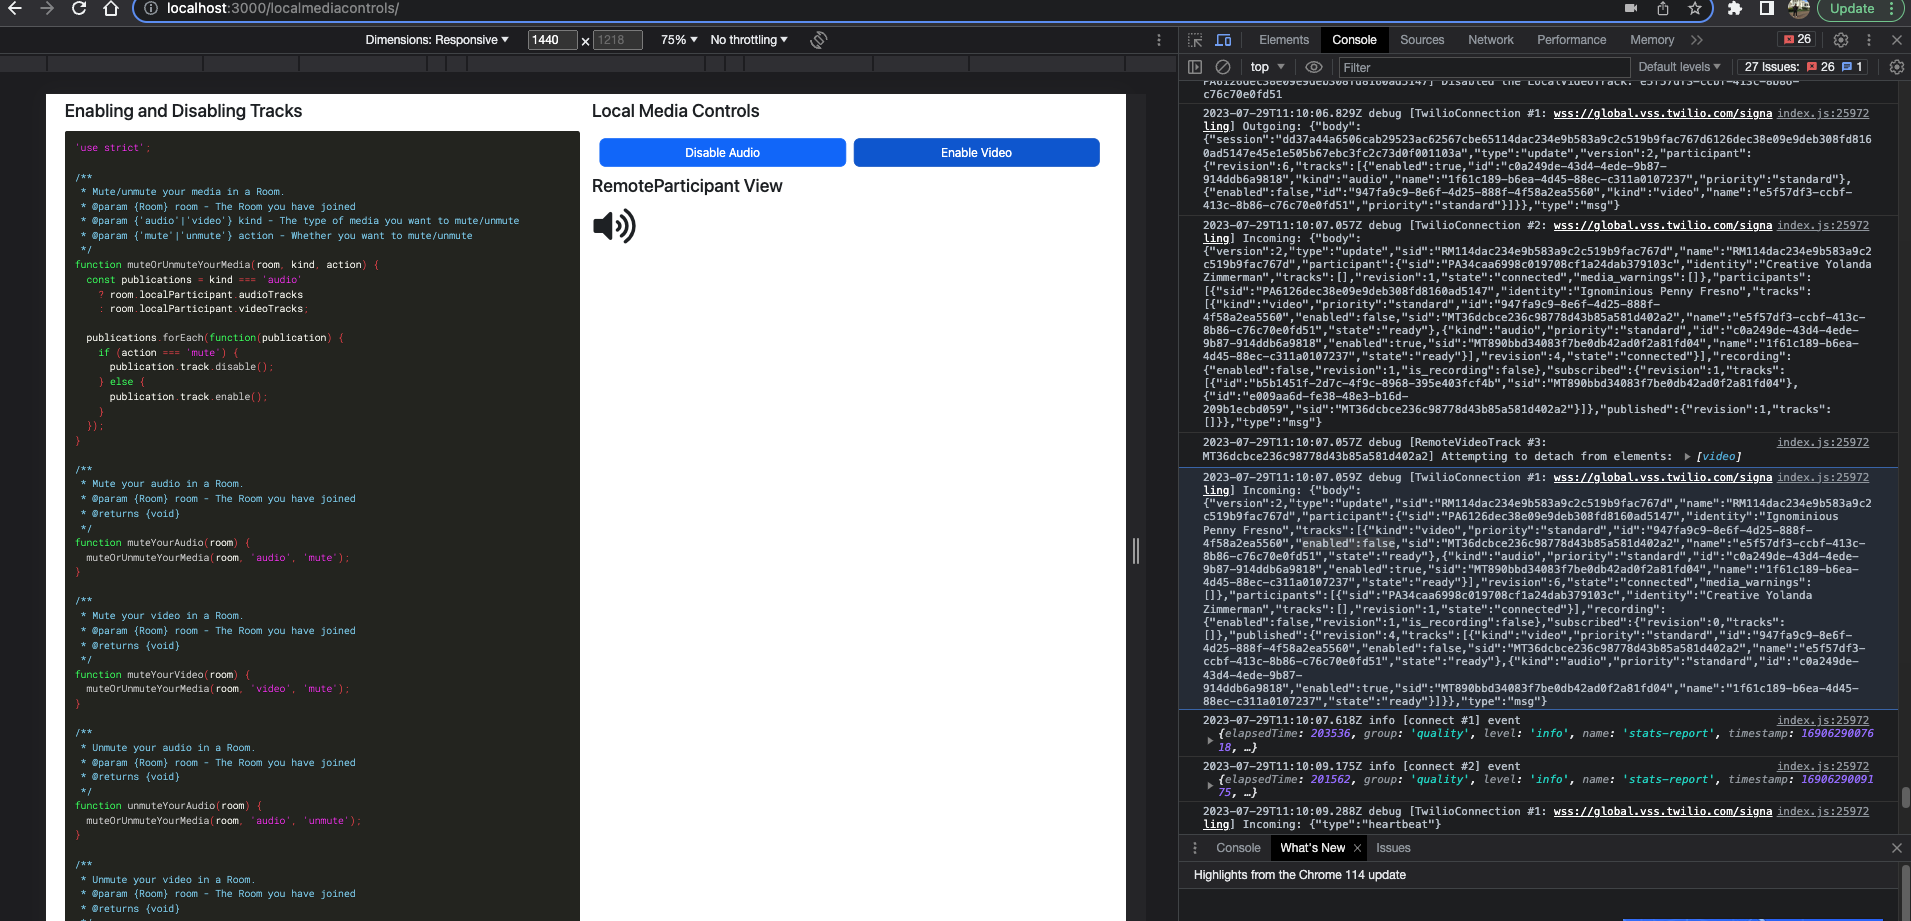 localhost:3000/localmediacontrols/
Update
Dimensions: Responsive
1440 × 1218
75%
No throttling
Enabling and Disabling Tracks
'use strict';
/**
* Mute/unmute your media in a Room.
* @param {Room} room - The Room you have joined
* @param {'audio'|'video'} kind - The type of media you want to mute/unmute
* @param {'mute'|'unmute'} action - Whether you want to mute/unmute
*/
function muteOrUnmuteYourMedia(room, kind, action) {
const publications = kind === 'audio'
? room.localParticipant.audioTracks
: room.localParticipant.videoTracks;
publications.forEach(function(publication) {
if (action === 'mute') {
publication.track.disable();
} else {
publication.track.enable();
}
});
}
/**
* Mute your audio in a Room.
* @param {Room} room - The Room you have joined
* @returns {void}
*/
function muteYourAudio(room) {
muteOrUnmuteYourMedia(room, 'audio', 'mute');
}
/**
* Mute your video in a Room.
* @param {Room} room - The Room you have joined
* @returns {void}
*/
function muteYourVideo(room) {
muteOrUnmuteYourMedia(room, 'video', 'mute');
}
/**
* Unmute your audio in a Room.
* @param {Room} room - The Room you have joined
* @returns {void}
*/
function unmuteYourAudio(room) {
muteOrUnmuteYourMedia(room, 'audio', 'unmute');
}
/**
* Unmute your video in a Room.
* @param {Room} room - The Room you have joined
* @returns {void}
Local Media Controls
Disable Audio
Enable Video
RemoteParticipant View
Elements Console Sources Network Performance Memory 26
top Filter Default levels 27 Issues: 26 1
c76c70e0fd51
2023-07-29T11:10:06.829Z debug [TwilioConnection #1: wss://global.vss.twilio.com/signa index.js:25972
ling] Outgoing: {"body":
{"session":"dd37a44a6506cab29523ac62567cbe65114dac234e9b583a9c2c519b9fac767d6126dec38e09e9deb308fd816
0ad5147e45e1e505b67ebc3fc2c73d0f001103a","type":"update","version":2,"participant":
{"revision":6,"tracks":[{"enabled":true,"id":"c0a249de-43d4-4ede-9b87-
914ddb6a9818","kind":"audio","name":"1f61c189-b6ea-4d45-88ec-c311a0107237","priority":"standard"},
{"enabled":false,"id":"947fa9c9-8e6f-4d25-888f-4f58a2ea5560","kind":"video","name":"e5f57df3-ccbf-
413c-8b86-c76c70e0fd51","priority":"standard"}]}},"type":"msg"}
2023-07-29T11:10:07.057Z debug [TwilioConnection #2: wss://global.vss.twilio.com/signa index.js:25972
ling] Incoming: {"body":
{"version":2,"type":"update","sid":"RM114dac234e9b583a9c2c519b9fac767d","name":"RM114dac234e9b583a9c2
c519b9fac767d","participant":{"sid":"PA34caa6998c019708cf1a24dab379103c","identity":"Creative Yolanda
Zimmerman","tracks":[],"revision":1,"state":"connected","media_warnings":[]},"participants":
[{"sid":"PA6126dec38e09e9deb308fd8160ad5147","identity":"Ignominious Penny Fresno","tracks":
[{"kind":"video","priority":"standard","id":"947fa9c9-8e6f-4d25-888f-
4f58a2ea5560","enabled":false,"sid":"MT36dcbce236c98778d43b85a581d402a2","name":"e5f57df3-ccbf-413c-
8b86-c76c70e0fd51","state":"ready"},{"kind":"audio","priority":"standard","id":"c0a249de-43d4-4ede-
9b87-914ddb6a9818","enabled":true,"sid":"MT890bbd34083f7be0db42ad0f2a81fd04","name":"1f61c189-b6ea-
4d45-88ec-c311a0107237","state":"ready"}],"revision":4,"state":"connected"}],"recording":
{"enabled":false,"revision":1,"is_recording":false},"subscribed":{"revision":1,"tracks":
[{"id":"b5b1451f-2d7c-4f9c-8968-395e403fcf4b","sid":"MT890bbd34083f7be0db42ad0f2a81fd04"},
{"id":"e009aa6d-fe38-48e3-b16d-
209b1ecbd059","sid":"MT36dcbce236c98778d43b85a581d402a2"}]},"published":{"revision":1,"tracks":
[]}},"type":"msg"}
2023-07-29T11:10:07.057Z debug [RemoteVideoTrack #3: index.js:25972
MT36dcbce236c98778d43b85a581d402a2] Attempting to detach from elements: [video]
2023-07-29T11:10:07.059Z debug [TwilioConnection #1: wss://global.vss.twilio.com/signa index.js:25972
ling] Incoming: {"body":
{"version":2,"type":"update","sid":"RM114dac234e9b583a9c2c519b9fac767d","name":"RM114dac234e9b583a9c2
c519b9fac767d","participant":{"sid":"PA6126dec38e09e9deb308fd8160ad5147","identity":"Ignominious
Penny Fresno","tracks":[{"kind":"video","priority":"standard","id":"947fa9c9-8e6f-4d25-888f-
4f58a2ea5560","enabled":false,"sid":"MT36dcbce236c98778d43b85a581d402a2","name":"e5f57df3-ccbf-413c-
8b86-c76c70e0fd51","state":"ready"},{"kind":"audio","priority":"standard","id":"c0a249de-43d4-4ede-
9b87-914ddb6a9818","enabled":true,"sid":"MT890bbd34083f7be0db42ad0f2a81fd04","name":"1f61c189-b6ea-
4d45-88ec-c311a0107237","state":"ready"}],"revision":6,"state":"connected","media_warnings":
[]},"participants":[{"sid":"PA34caa6998c019708cf1a24dab379103c","identity":"Creative Yolanda
Zimmerman","tracks":[],"revision":1,"state":"connected"}],"recording":
{"enabled":false,"revision":1,"is_recording":false},"subscribed":{"revision":0,"tracks":
[]},"published":{"revision":4,"tracks":[{"kind":"video","priority":"standard","id":"947fa9c9-8e6f-
4d25-888f-4f58a2ea5560","enabled":false,"sid":"MT36dcbce236c98778d43b85a581d402a2","name":"e5f57df3-
ccbf-413c-8b86-c76c70e0fd51","state":"ready"},{"kind":"audio","priority":"standard","id":"c0a249de-
43d4-4ede-9b87-
914ddb6a9818","enabled":true,"sid":"MT890bbd34083f7be0db42ad0f2a81fd04","name":"1f61c189-b6ea-4d45-
88ec-c311a0107237","state":"ready"}]}},"type":"msg"}
2023-07-29T11:10:07.618Z info [connect #1] event index.js:25972
{elapsedTime: 203536, group: 'quality', level: 'info', name: 'stats-report', timestamp: 16906290076
18, …}
2023-07-29T11:10:09.175Z info [connect #2] event index.js:25972
{elapsedTime: 201562, group: 'quality', level: 'info', name: 'stats-report', timestamp: 16906290091
75, …}
2023-07-29T11:10:09.288Z debug [TwilioConnection #1: wss://global.vss.twilio.com/signa index.js:25972
ling] Incoming: {"type":"heartbeat"}
Console What's New Issues
Highlights from the Chrome 114 update